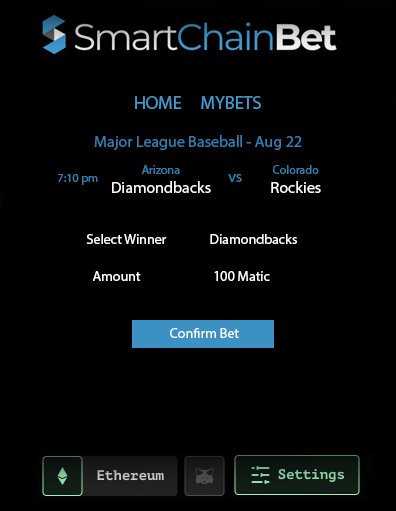 SmartChainBet
HOME MYBETS
Major League Baseball - Aug 22
7:10 pm Arizona Diamondbacks vs Colorado Rockies
Select Winner Diamondbacks
Amount 100 Matic
Confirm Bet
Ethereum Settings